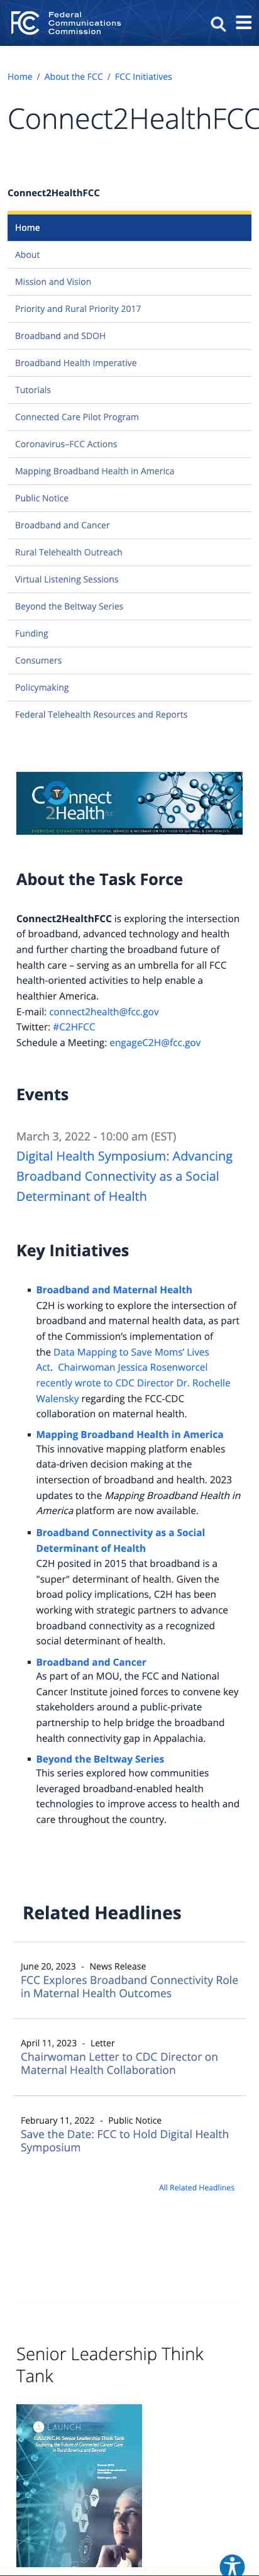 Federal
Communications
Commission
Home / About the FCC / FCC Initiatives
Connect2HealthFCC
Connect2HealthFCC
Home
About
Mission and Vision
Priority and Rural Priority 2017
Broadband and SDOH
Broadband Health Imperative
Tutorials
Connected Care Pilot Program
Coronavirus–FCC Actions
Mapping Broadband Health in America
Public Notice
Broadband and Cancer
Rural Telehealth Outreach
Virtual Listening Sessions
Beyond the Beltway Series
Funding
Consumers
Policymaking
Federal Telehealth Resources and Reports
Connect
2Health
About the Task Force
Connect2HealthFCC is exploring the intersection
of broadband, advanced technology and health
and further charting the broadband future of
health care – serving as an umbrella for all FCC
health-oriented activities to help enable a
healthier America.
E-mail: connect2health@fcc.gov
Twitter: #C2HFCC
Schedule a Meeting: engageC2H@fcc.gov
Events
March 3, 2022 - 10:00 am (EST)
Digital Health Symposium: Advancing
Broadband Connectivity as a Social
Determinant of Health
Key Initiatives
Broadband and Maternal Health
C2H is working to explore the intersection of
broadband and maternal health data, as part
of the Commission's implementation of
the Data Mapping to Save Moms' Lives
Act. Chairwoman Jessica Rosenworcel
recently wrote to CDC Director Dr. Rochelle
Walensky regarding the FCC-CDC
collaboration on maternal health.
Mapping Broadband Health in America
This innovative mapping platform enables
data-driven decision making at the
intersection of broadband and health. 2023
updates to the Mapping Broadband Health in
America platform are now available.
Broadband Connectivity as a Social
Determinant of Health
C2H posited in 2015 that broadband is a
"super" determinant of health. Given the
broad policy implications, C2H has been
working with strategic partners to advance
broadband connectivity as a recognized
social determinant of health.
Broadband and Cancer
As part of an MOU, the FCC and National
Cancer Institute joined forces to convene key
stakeholders around a public-private
partnership to help bridge the broadband
health connectivity gap in Appalachia.
Beyond the Beltway Series
This series explored how communities
leveraged broadband-enabled health
technologies to improve access to health and
care throughout the country.
Related Headlines
June 20, 2023 - News Release
FCC Explores Broadband Connectivity Role
in Maternal Health Outcomes
April 11, 2023 - Letter
Chairwoman Letter to CDC Director on
Maternal Health Collaboration
February 11, 2022 - Public Notice
Save the Date: FCC to Hold Digital Health
Symposium
All Related Headlines
Senior Leadership Think
Tank
LAUNCH
L.A.U.N.C.H. Senior Leadership Think Tank
Exploring the Future of Connected Cancer Care
in Rural America and Beyond